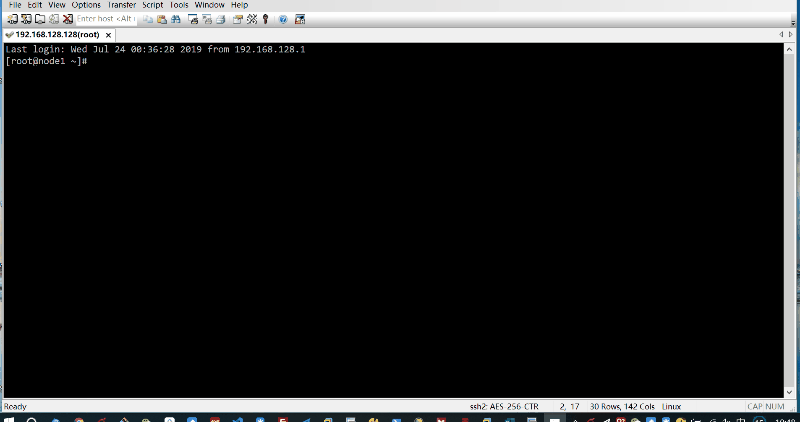 File Edit View Options Transfer Script Tools Window Help
Enter host <Alt
192.168.128.128(root)
Last login: Wed Jul 24 00:36:28 2019 from 192.168.128.1
[root@node1 ~]#
Ready ssh2: AES 256 CTR 2, 17 30 Rows, 142 Cols Linux CAP NUM